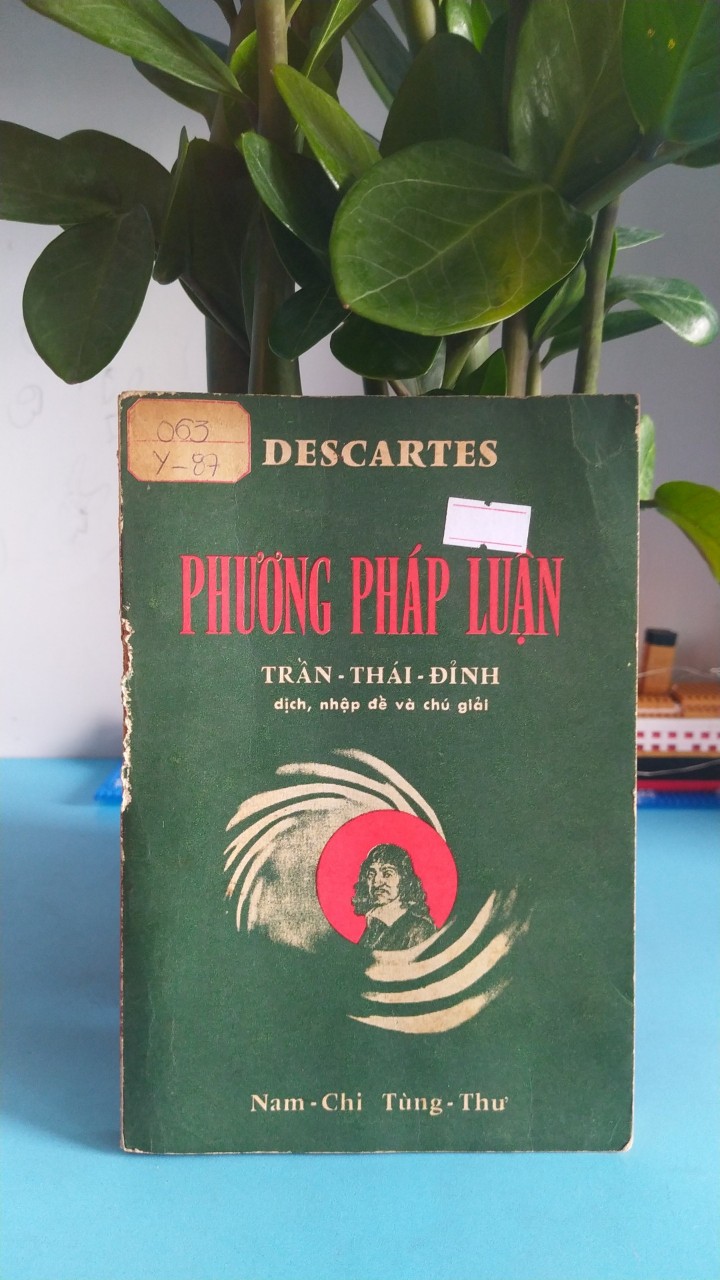 063
Y-87
DESCARTES
PHƯƠNG PHÁP LUẬN
TRẦN-THÁI-ĐỈNH
dịch, nhập đề và chú giải
Nam-Chi Tùng-Thư